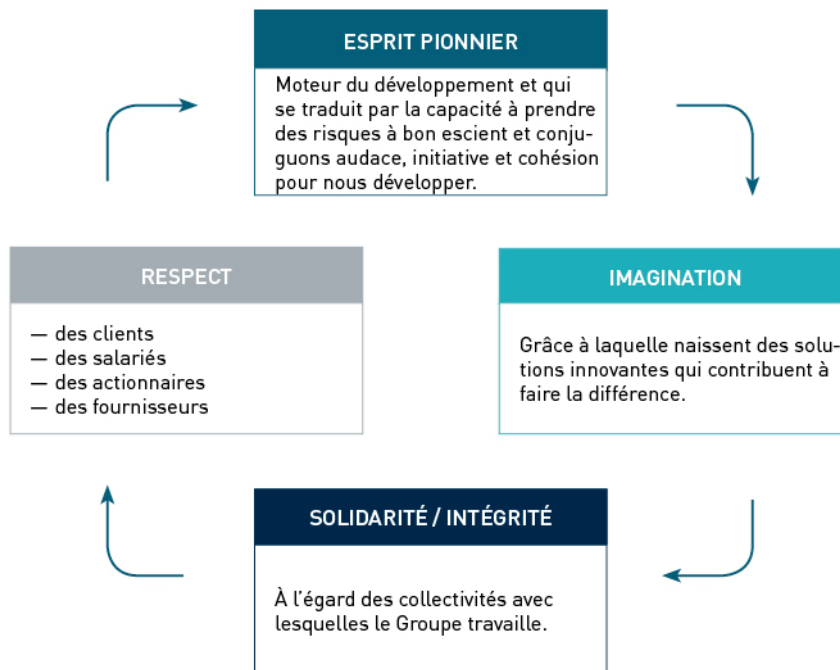 ESPRIT PIONNIER
Moteur du développement et qui
se traduit par la capacité à prendre
des risques à bon escient et conju-
guons audace, initiative et cohésion
pour nous développer.
RESPECT
— des clients
— des salariés
— des actionnaires
— des fournisseurs
IMAGINATION
Grâce à laquelle naissent des solu-
tions innovantes qui contribuent à
faire la différence.
SOLIDARITÉ / INTÉGRITÉ
À l’égard des collectivités avec
lesquelles le Groupe travaille.